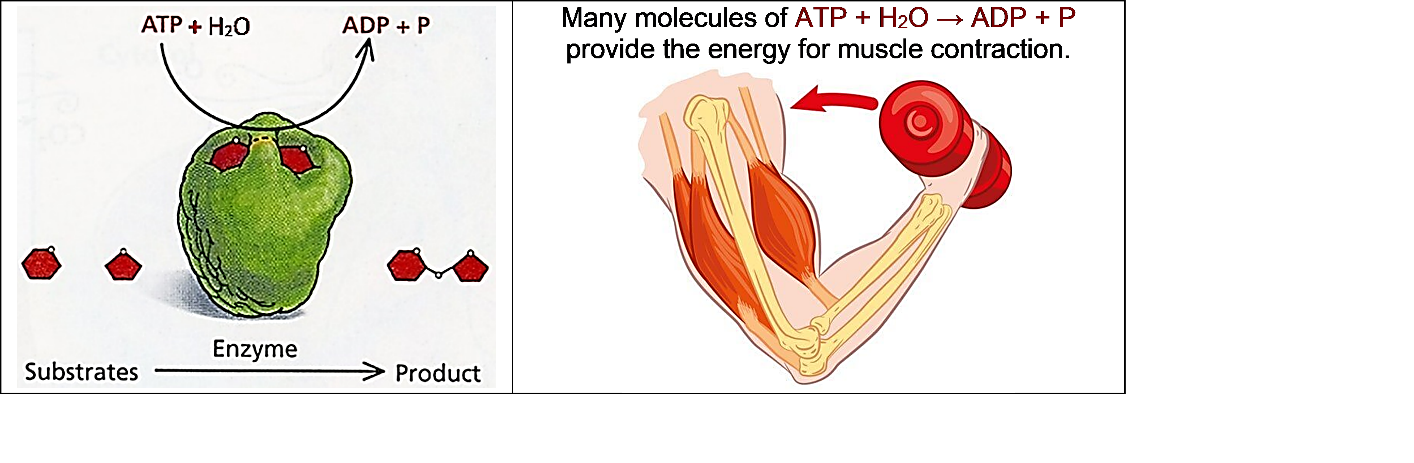 ATP + H₂O
ADP + P
Enzyme
Substrates
Product
Many molecules of ATP + H₂O → ADP + P
provide the energy for muscle contraction.